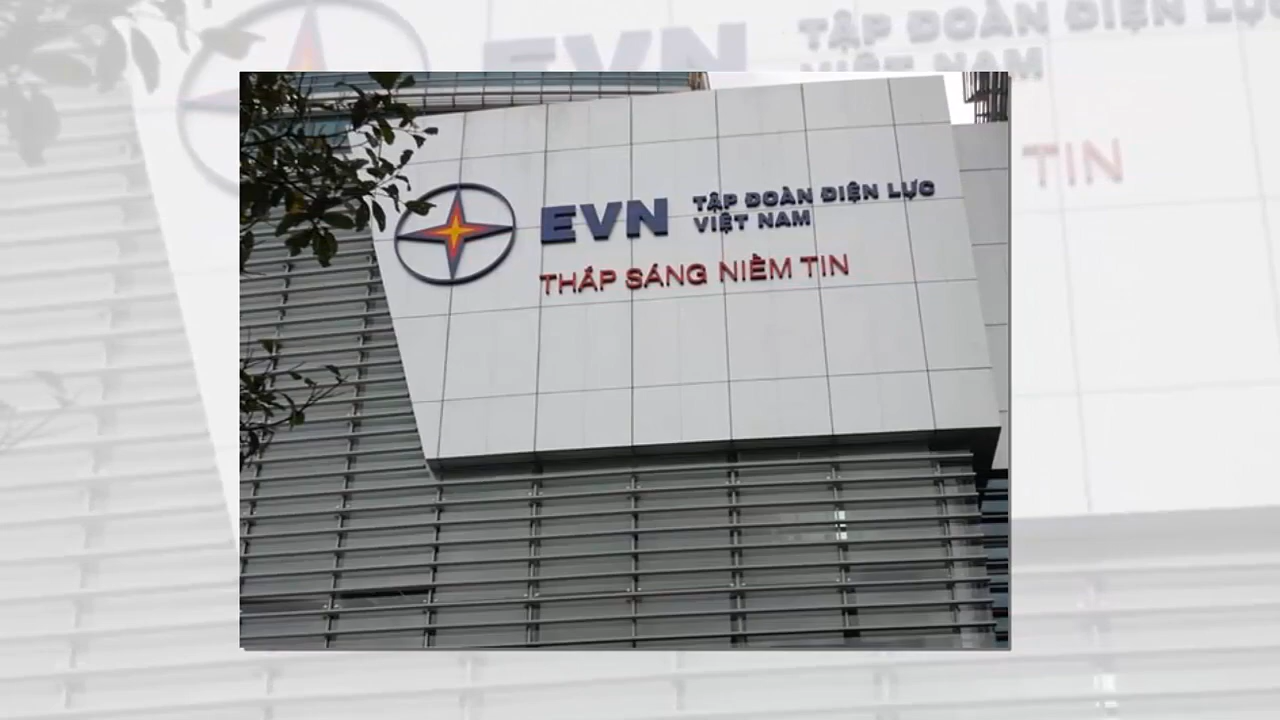 EVN TẬP ĐOÀN ĐIỆN LỰC
VIỆT NAM
THẮP SÁNG NIỀM TIN